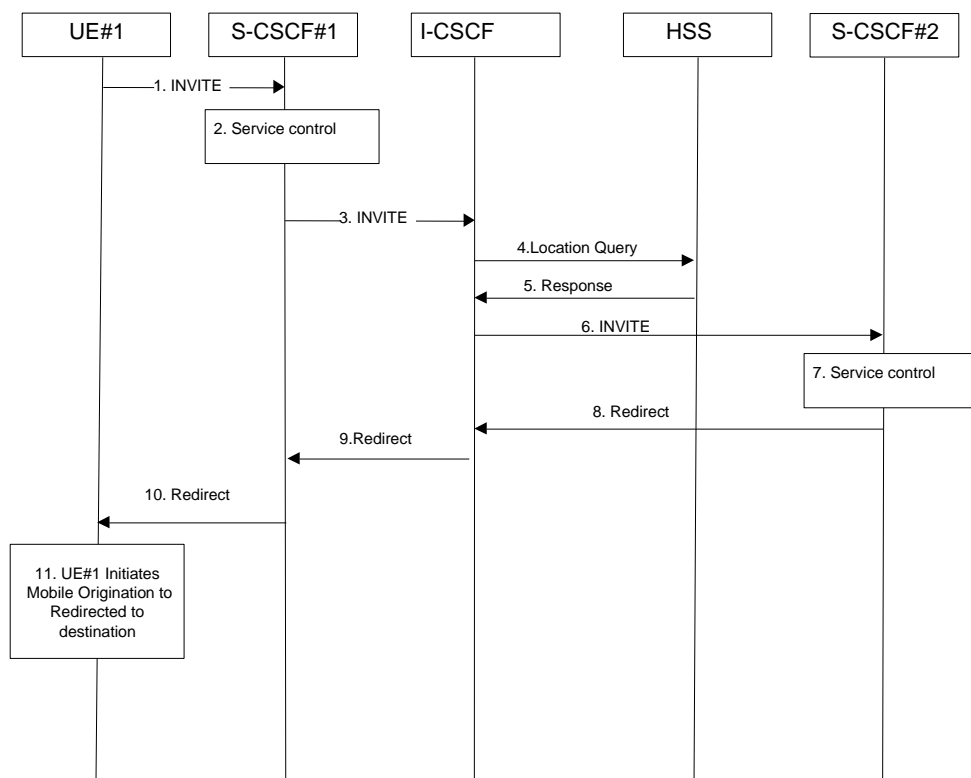 UE#1
S-CSCF#1
I-CSCF
HSS
S-CSCF#2
1. INVITE
2. Service control
3. INVITE
4.Location Query
5. Response
6. INVITE
7. Service control
8. Redirect
9.Redirect
10. Redirect
11. UE#1 Initiates
Mobile Origination to
Redirected to
destination